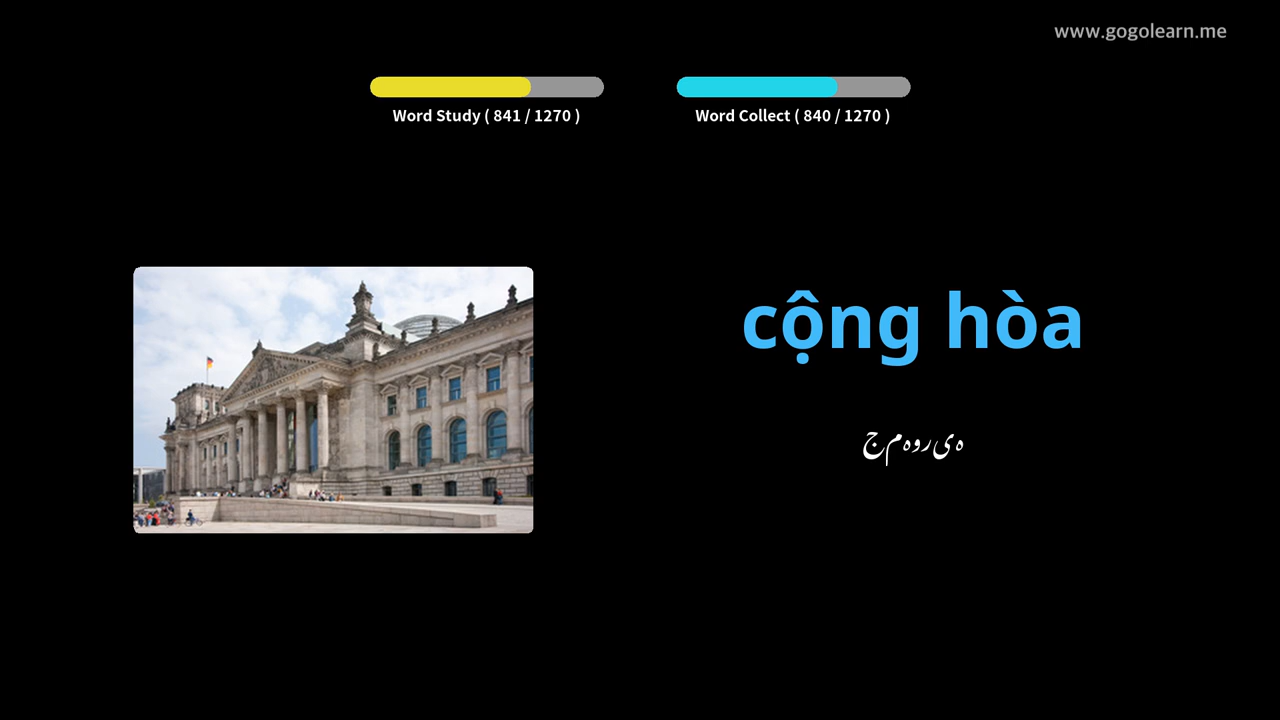 www.gogolearn.me
Word Study ( 841 / 1270 )
Word Collect ( 840 / 1270 )
cộng hòa
جمہوریہ